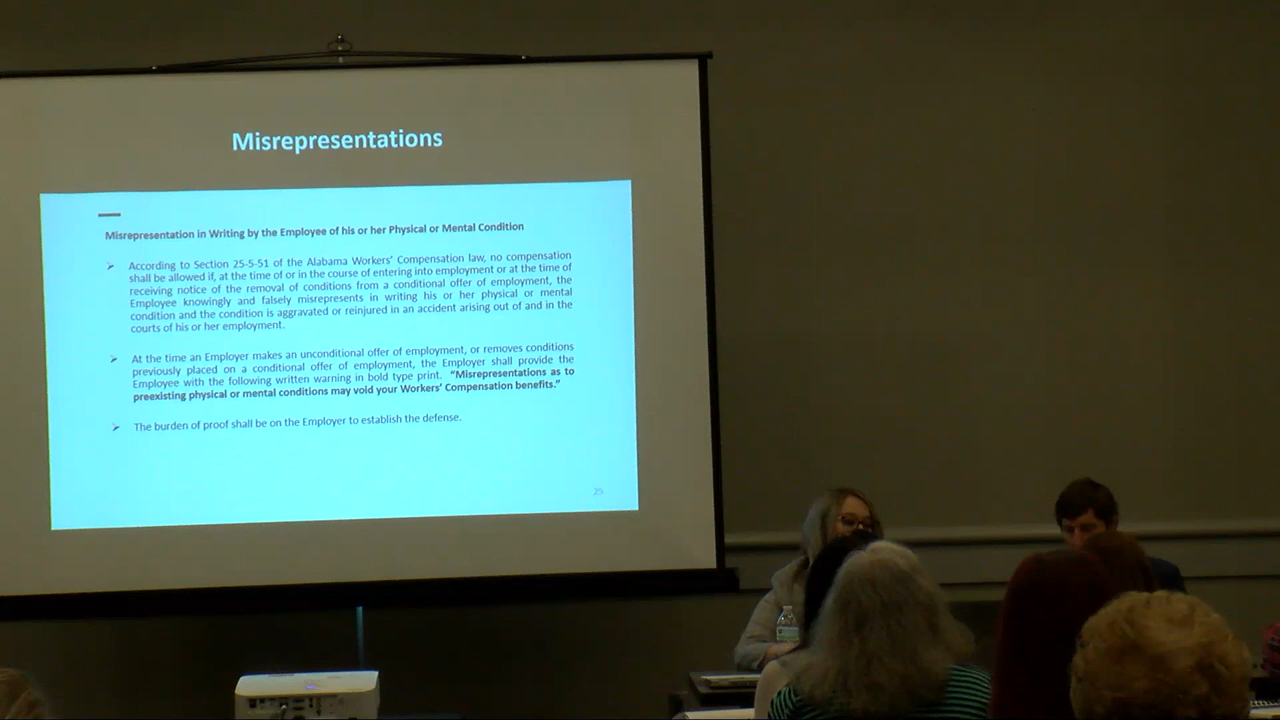 Misrepresentations
Misrepresentation in Writing by the Employee of his or her Physical or Mental Condition
According to Section 25-5-51 of the Alabama Workers' Compensation law, no compensation
shall be allowed if, at the time of or in the course of entering into employment or at the time of
receiving notice of the removal of conditions from a conditional offer of employment, the
Employee knowingly and falsely misrepresents in writing his or her physical or mental
condition and the condition is aggravated or reinjured in an accident arising out of and in the
courts of his or her employment.
At the time an Employer makes an unconditional offer of employment, or removes conditions
previously placed on a conditional offer of employment, the Employer shall provide the
Employee with the following written warning in bold type print. “Misrepresentations as to
preexisting physical or mental conditions may void your Workers' Compensation benefits.”
The burden of proof shall be on the Employer to establish the defense.
25